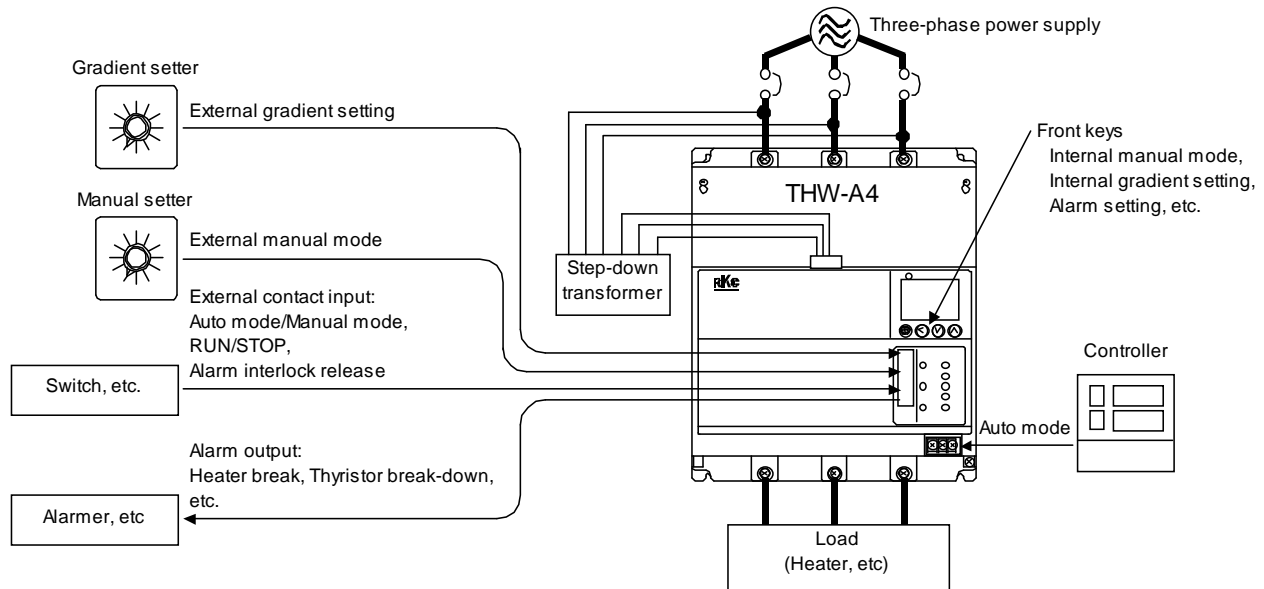 Three-phase power supply
Gradient setter
External gradient setting
Front keys
Internal manual mode,
Internal gradient setting,
Alarm setting, etc.
THW-A4
Manual setter
External manual mode
Step-down
transformer
RKC
External contact input:
Auto mode/Manual mode,
RUN/STOP,
Alarm interlock release
Switch, etc.
Controller
Auto mode
Alarm output:
Heater break, Thyristor break-down,
etc.
Alarmer, etc
Load
(Heater, etc)